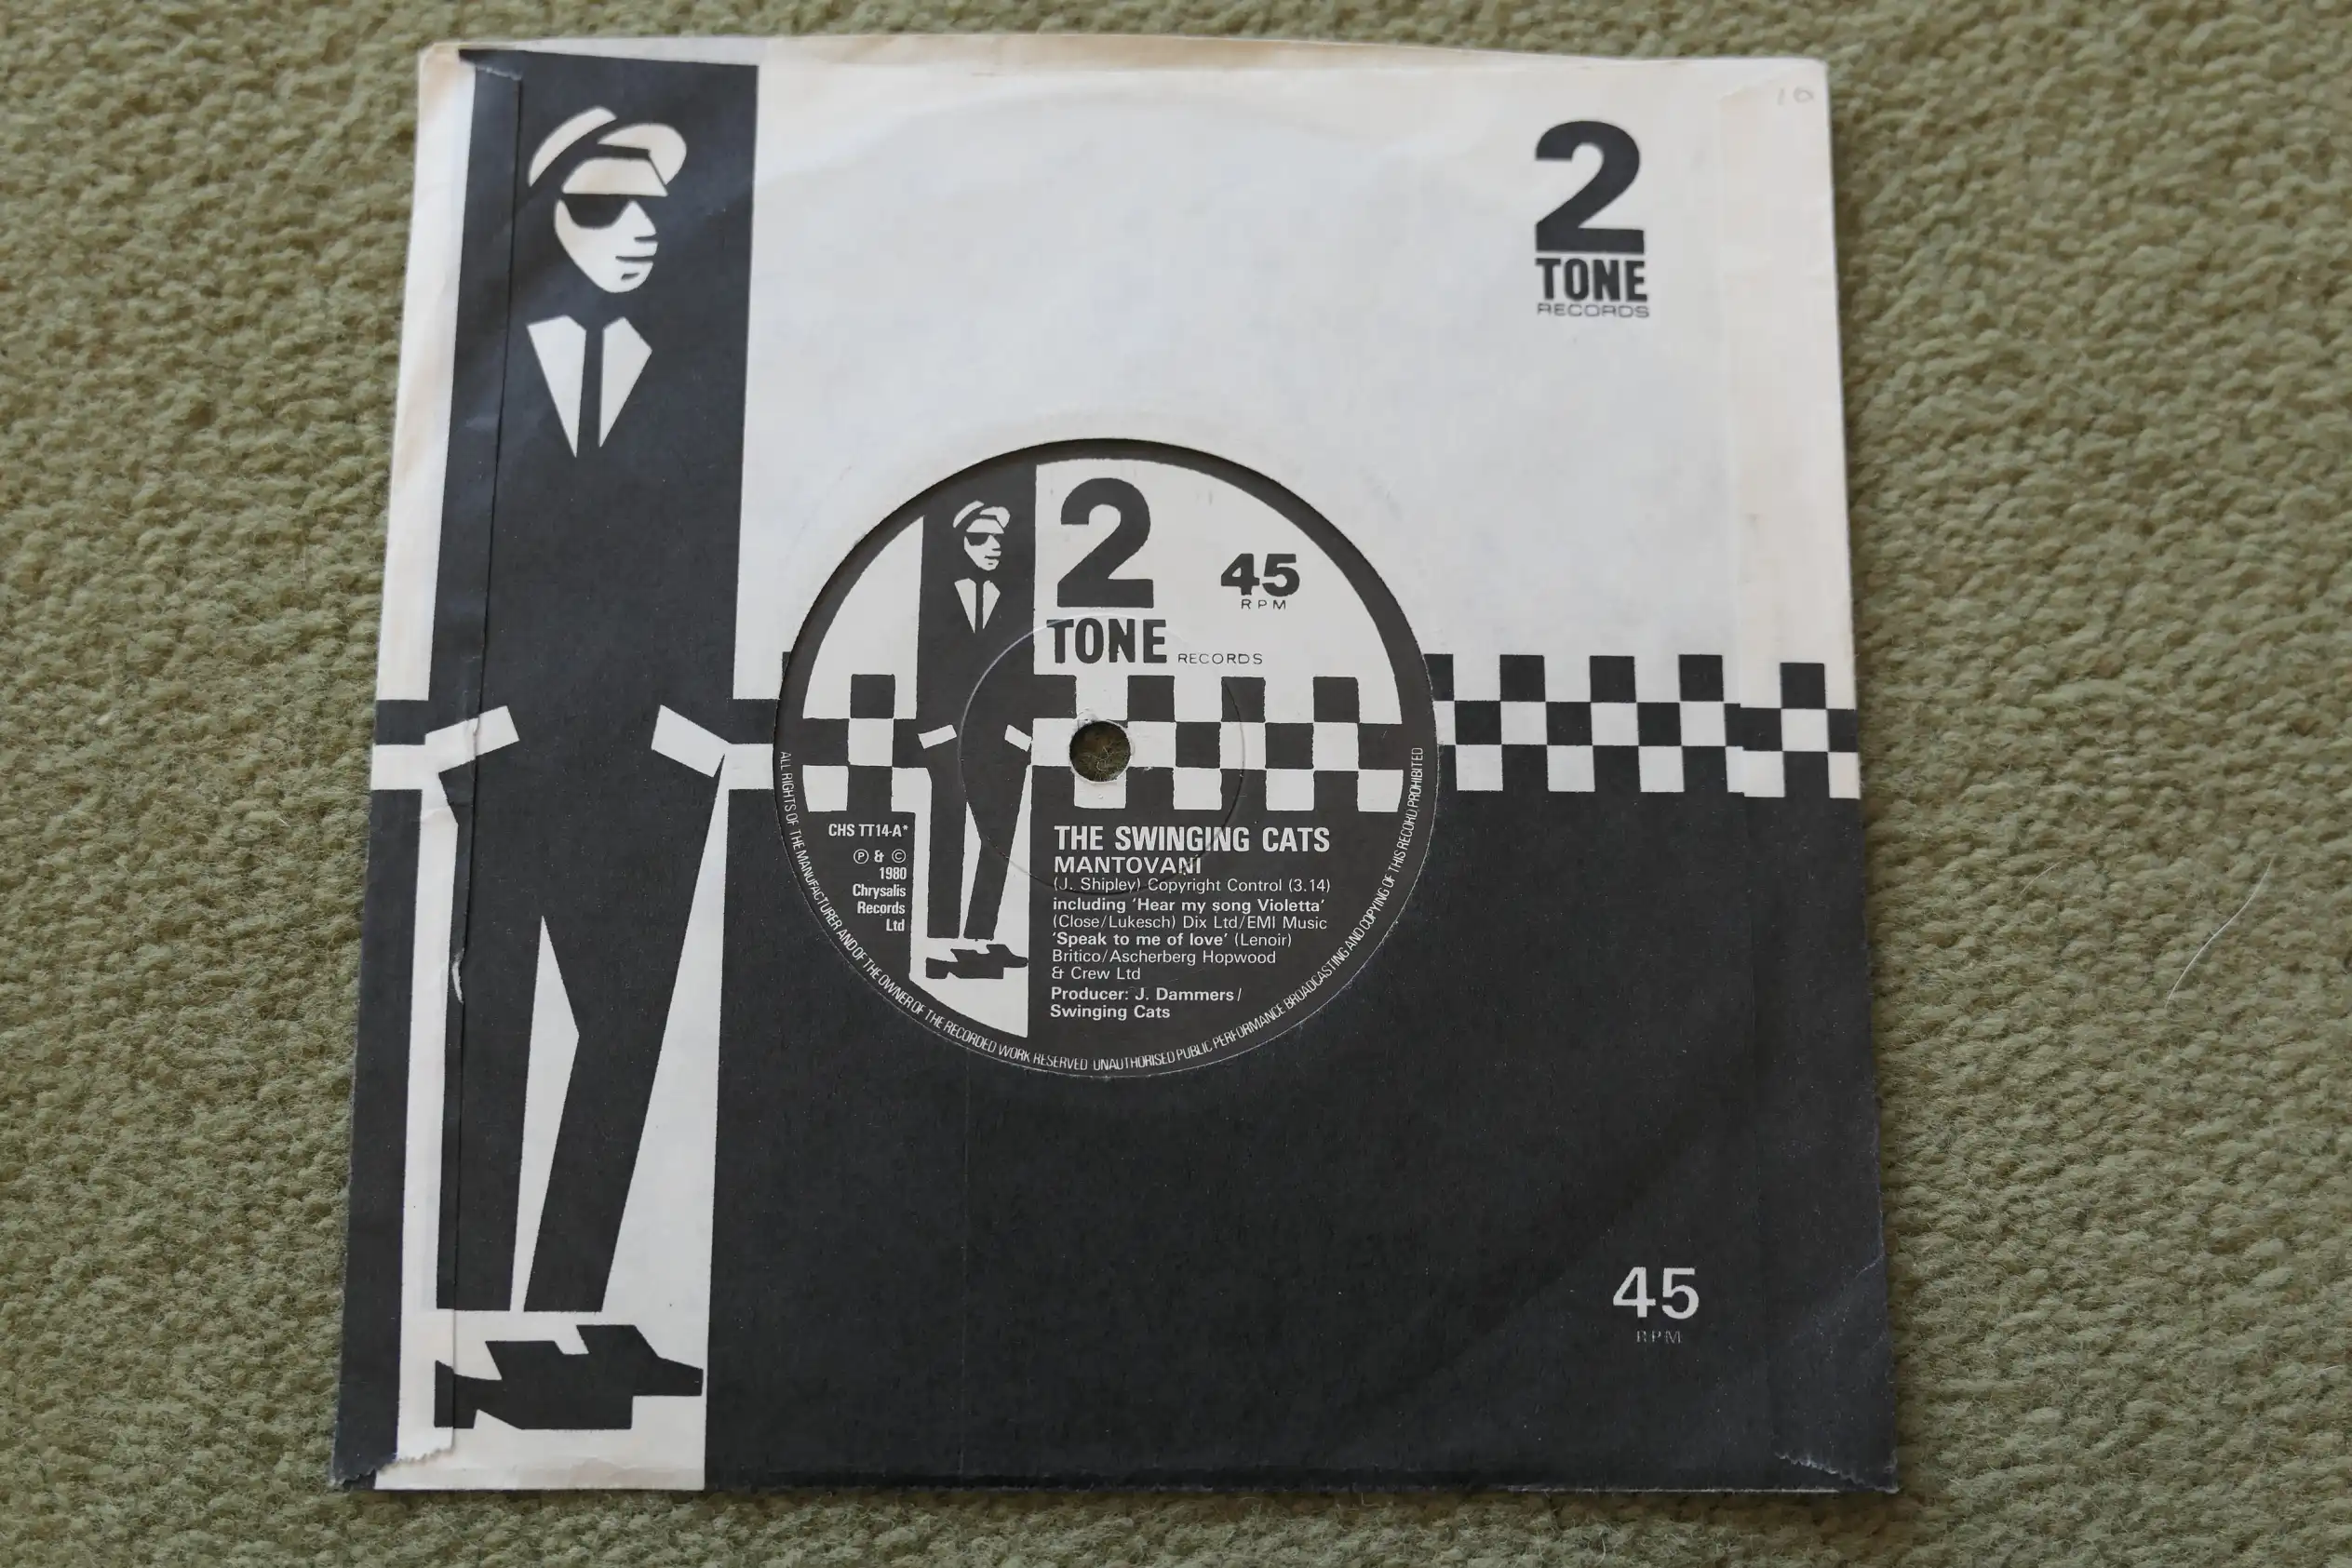 10
2
TONE
RECORDS
2
TONE RECORDS
45
RPM
CHS TT14-A*
Ⓟ & ©
1980
Chrysalis
Records
Ltd
THE SWINGING CATS
MANTOVANI
(J. Shipley) Copyright Control (3.14)
including 'Hear my song Violetta'
(Close/Lukesch) Dix Ltd/EMI Music
'Speak to me of love' (Lenoir)
Britico/Ascherberg Hopwood
& Crew Ltd
Producer: J. Dammers/
Swinging Cats
ALL RIGHTS OF THE MANUFACTURER AND OF THE OWNER OF THE RECORDED WORK RESERVED UNAUTHORISED PUBLIC PERFORMANCE BROADCASTING AND COPYING OF THIS RECORD PROHIBITED
45
RPM